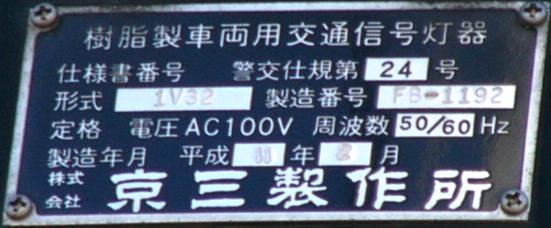 樹脂製車両用交通信号灯器
仕様書番号 警交仕規第 24 号
形式 1V32 製造番号 FB-1192
定格 電圧AC100V 周波数 50/60 Hz
製造年月 平成 11 年 2 月
株式会社 京三製作所